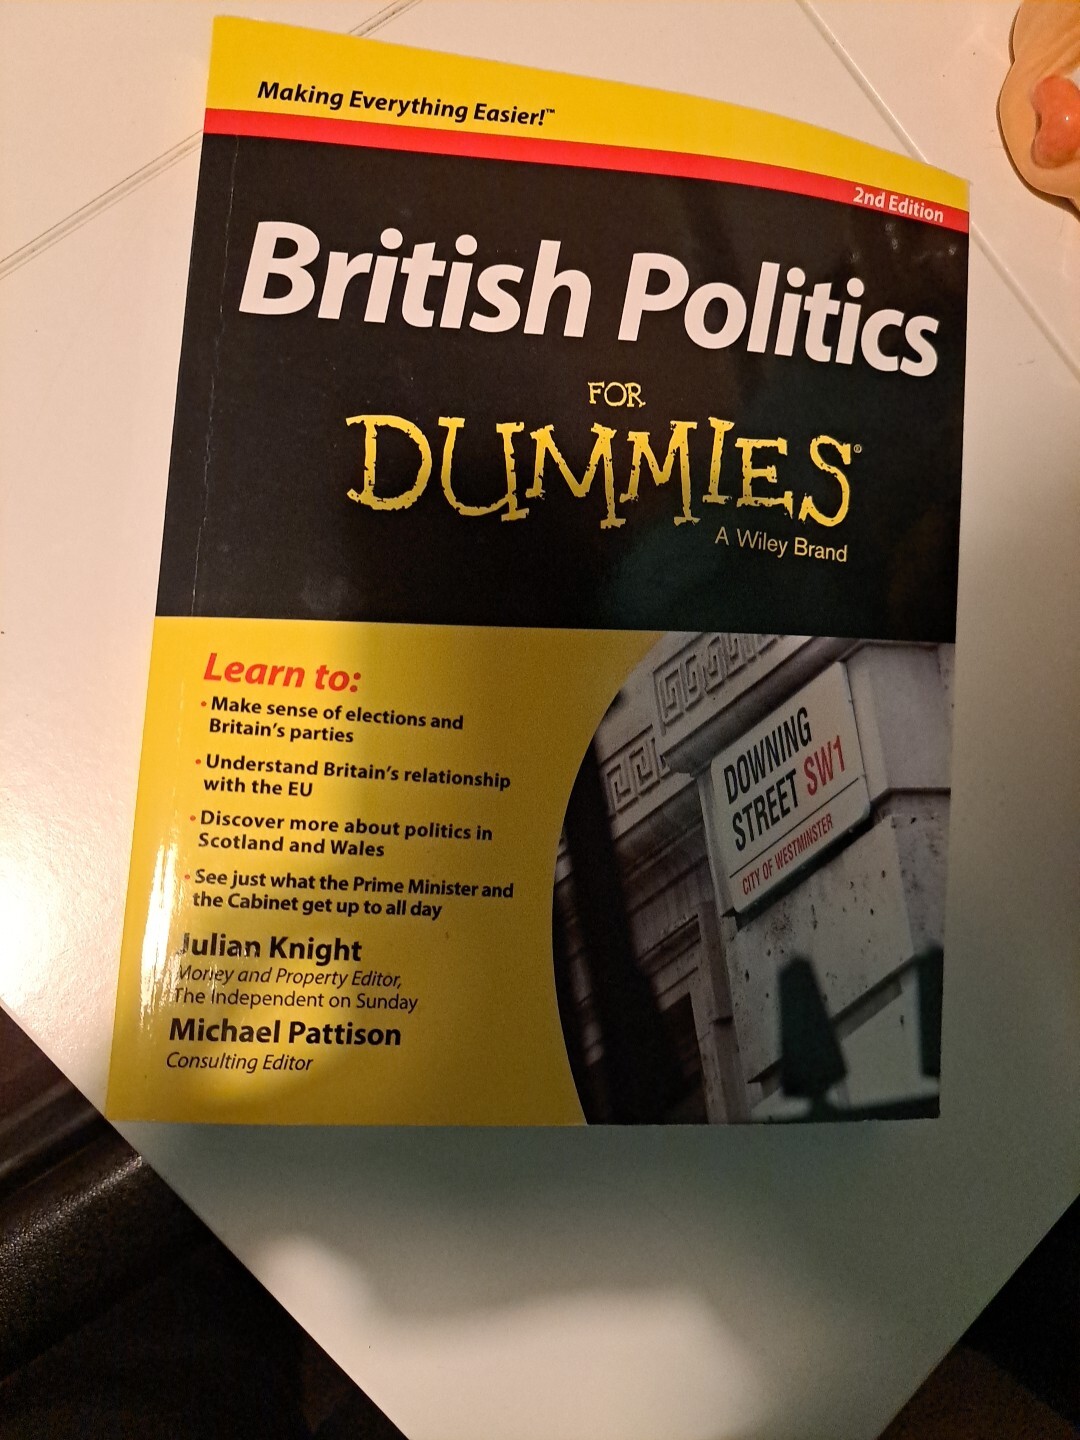 Making Everything Easier!™
2nd Edition
British Politics
FOR
DUMMIES®
A Wiley Brand
Learn to:
• Make sense of elections and
Britain's parties
• Understand Britain's relationship
with the EU
• Discover more about politics in
Scotland and Wales
• See just what the Prime Minister and
the Cabinet get up to all day
Julian Knight
Money and Property Editor,
The Independent on Sunday
Michael Pattison
Consulting Editor
DOWNING
STREET SW1
CITY OF WESTMINSTER